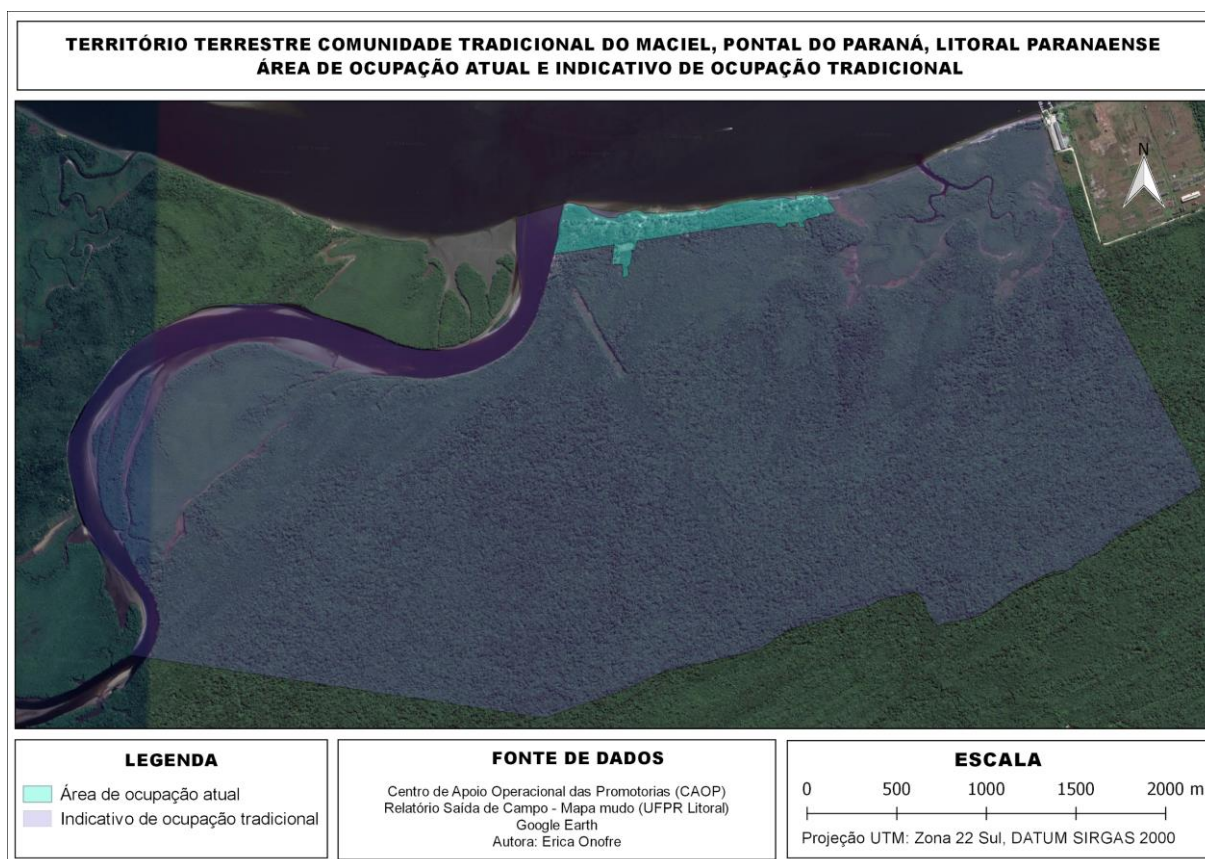 TERRITÓRIO TERRESTRE COMUNIDADE TRADICIONAL DO MACIEL, PONTAL DO PARANÁ, LITORAL PARANAENSE
ÁREA DE OCUPAÇÃO ATUAL E INDICATIVO DE OCUPAÇÃO TRADICIONAL
N
LEGENDA
Área de ocupação atual
Indicativo de ocupação tradicional
FONTE DE DADOS
Centro de Apoio Operacional das Promotorias (CAOP)
Relatório Saída de Campo - Mapa mudo (UFPR Litoral)
Google Earth
Autora: Erica Onofre
ESCALA
0 500 1000 1500 2000 m
Projeção UTM: Zona 22 Sul, DATUM SIRGAS 2000